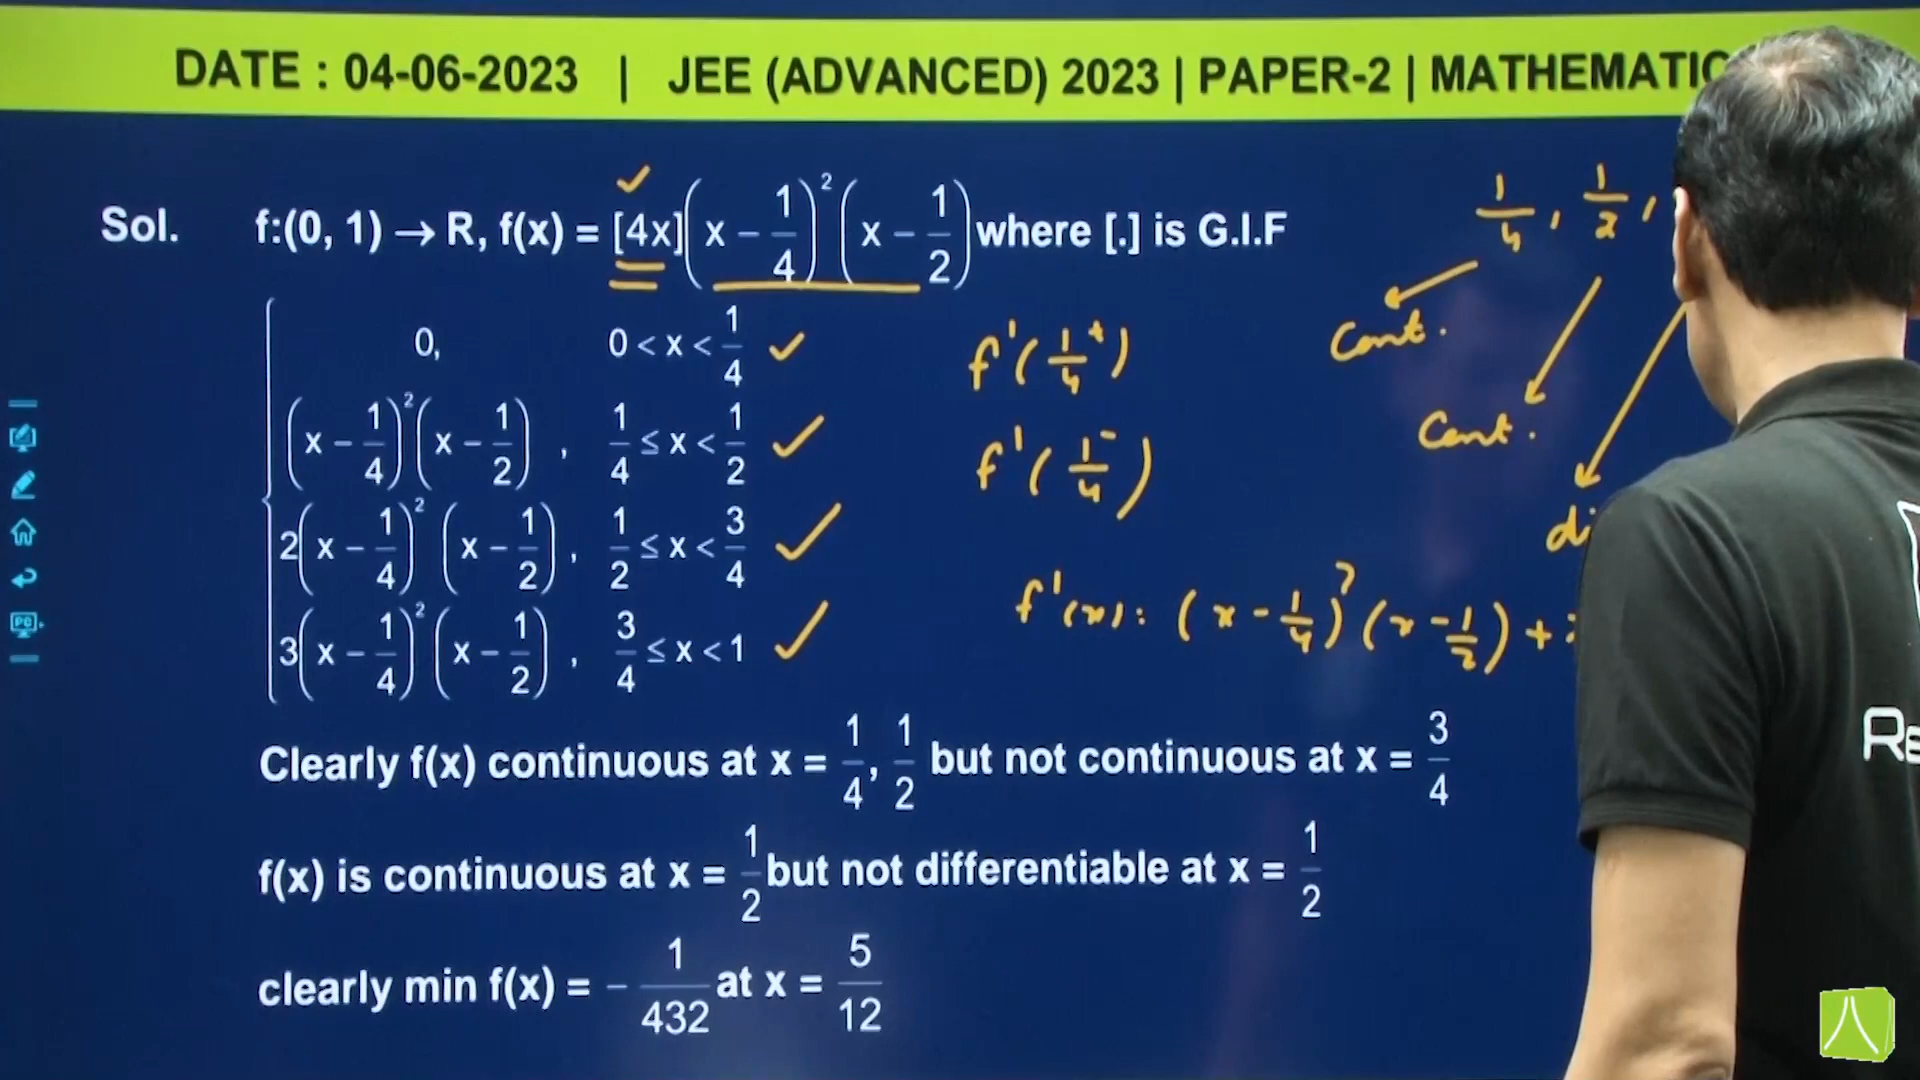 DATE : 04-06-2023 | JEE (ADVANCED) 2023 | PAPER-2 |
Sol. f:(0, 1) → R, f(x) = [4x](x − 1/4)²(x − 1/2) where [.] is G.I.F
0, 0 < x < 1/4 ✓
(x − 1/4)²(x − 1/2) , 1/4 ≤ x < 1/2 ✓
2(x − 1/4)²(x − 1/2) , 1/2 ≤ x < 3/4 ✓
3(x − 1/4)²(x − 1/2) , 3/4 ≤ x < 1 ✓
Clearly f(x) continuous at x = 1/4, 1/2 but not continuous at x = 3/4
f(x) is continuous at x = 1/2 but not differentiable at x = 1/2
clearly min f(x) = − 1/432 at x = 5/12
1/4, 1/2,
Cont.
Cont.
f'(1/4⁺)
f'(1/4⁻)
f'(x): (x − 1/4)²(x − 1/2) +
PC